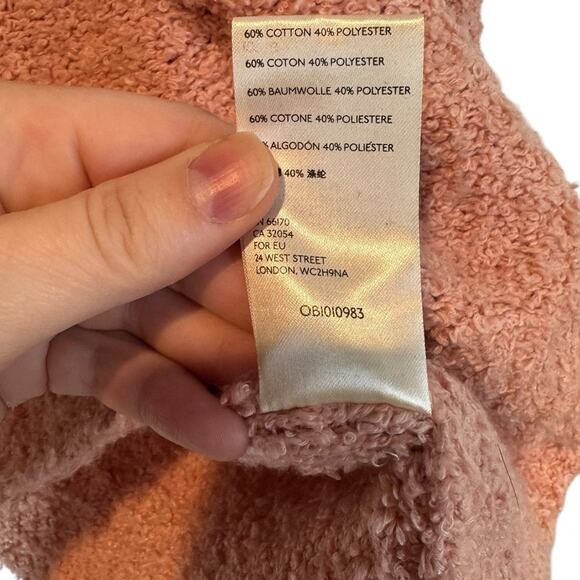 60% COTTON 40% POLYESTER
60% COTON 40% POLYESTER
60% BAUMWOLLE 40% POLYESTER
60% COTONE 40% POLIESTERE
ALGODÓN 40% POLIÉSTER
40% 涤纶
66170
CA 32054
FOR EU
24 WEST STREET
LONDON, WC2H9NA
OB1010983